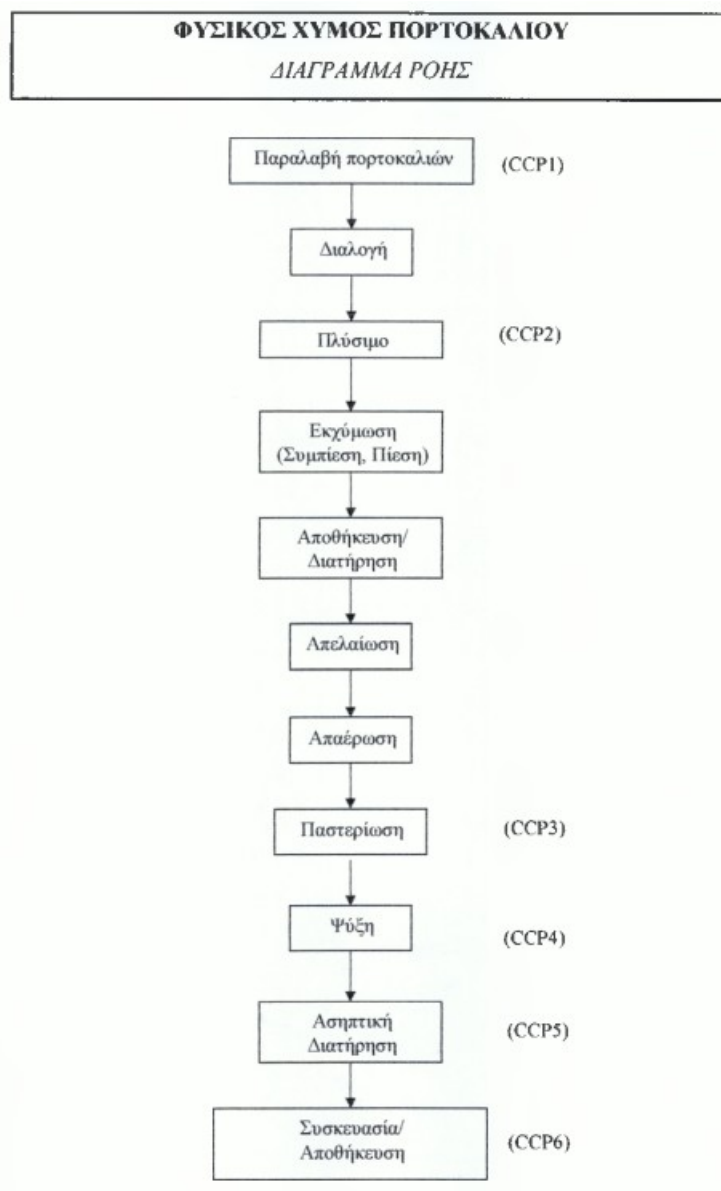 ΦΥΣΙΚΟΣ ΧΥΜΟΣ ΠΟΡΤΟΚΑΛΙΟΥ
ΔΙΑΓΡΑΜΜΑ ΡΟΗΣ
Παραλαβή πορτοκαλιών (CCP1)
Διαλογή
Πλύσιμο (CCP2)
Εκχύμωση
(Συμπίεση, Πίεση)
Αποθήκευση/
Διατήρηση
Απελαίωση
Απαέρωση
Παστερίωση (CCP3)
Ψύξη (CCP4)
Ασηπτική
Διατήρηση
(CCP5)
Συσκευασία/
Αποθήκευση
(CCP6)